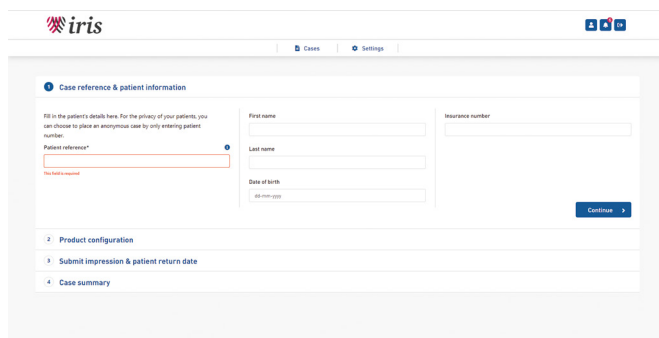 iris
Cases
Settings
1 Case reference & patient information
Fill in the patient's details here. For the privacy of your patients, you
can choose to place an anonymous case by only entering patient
number.
Patient reference*
This field is required
First name
Last name
Date of birth
dd-mm-yyyy
Insurance number
Continue
2 Product configuration
3 Submit impression & patient return date
4 Case summary